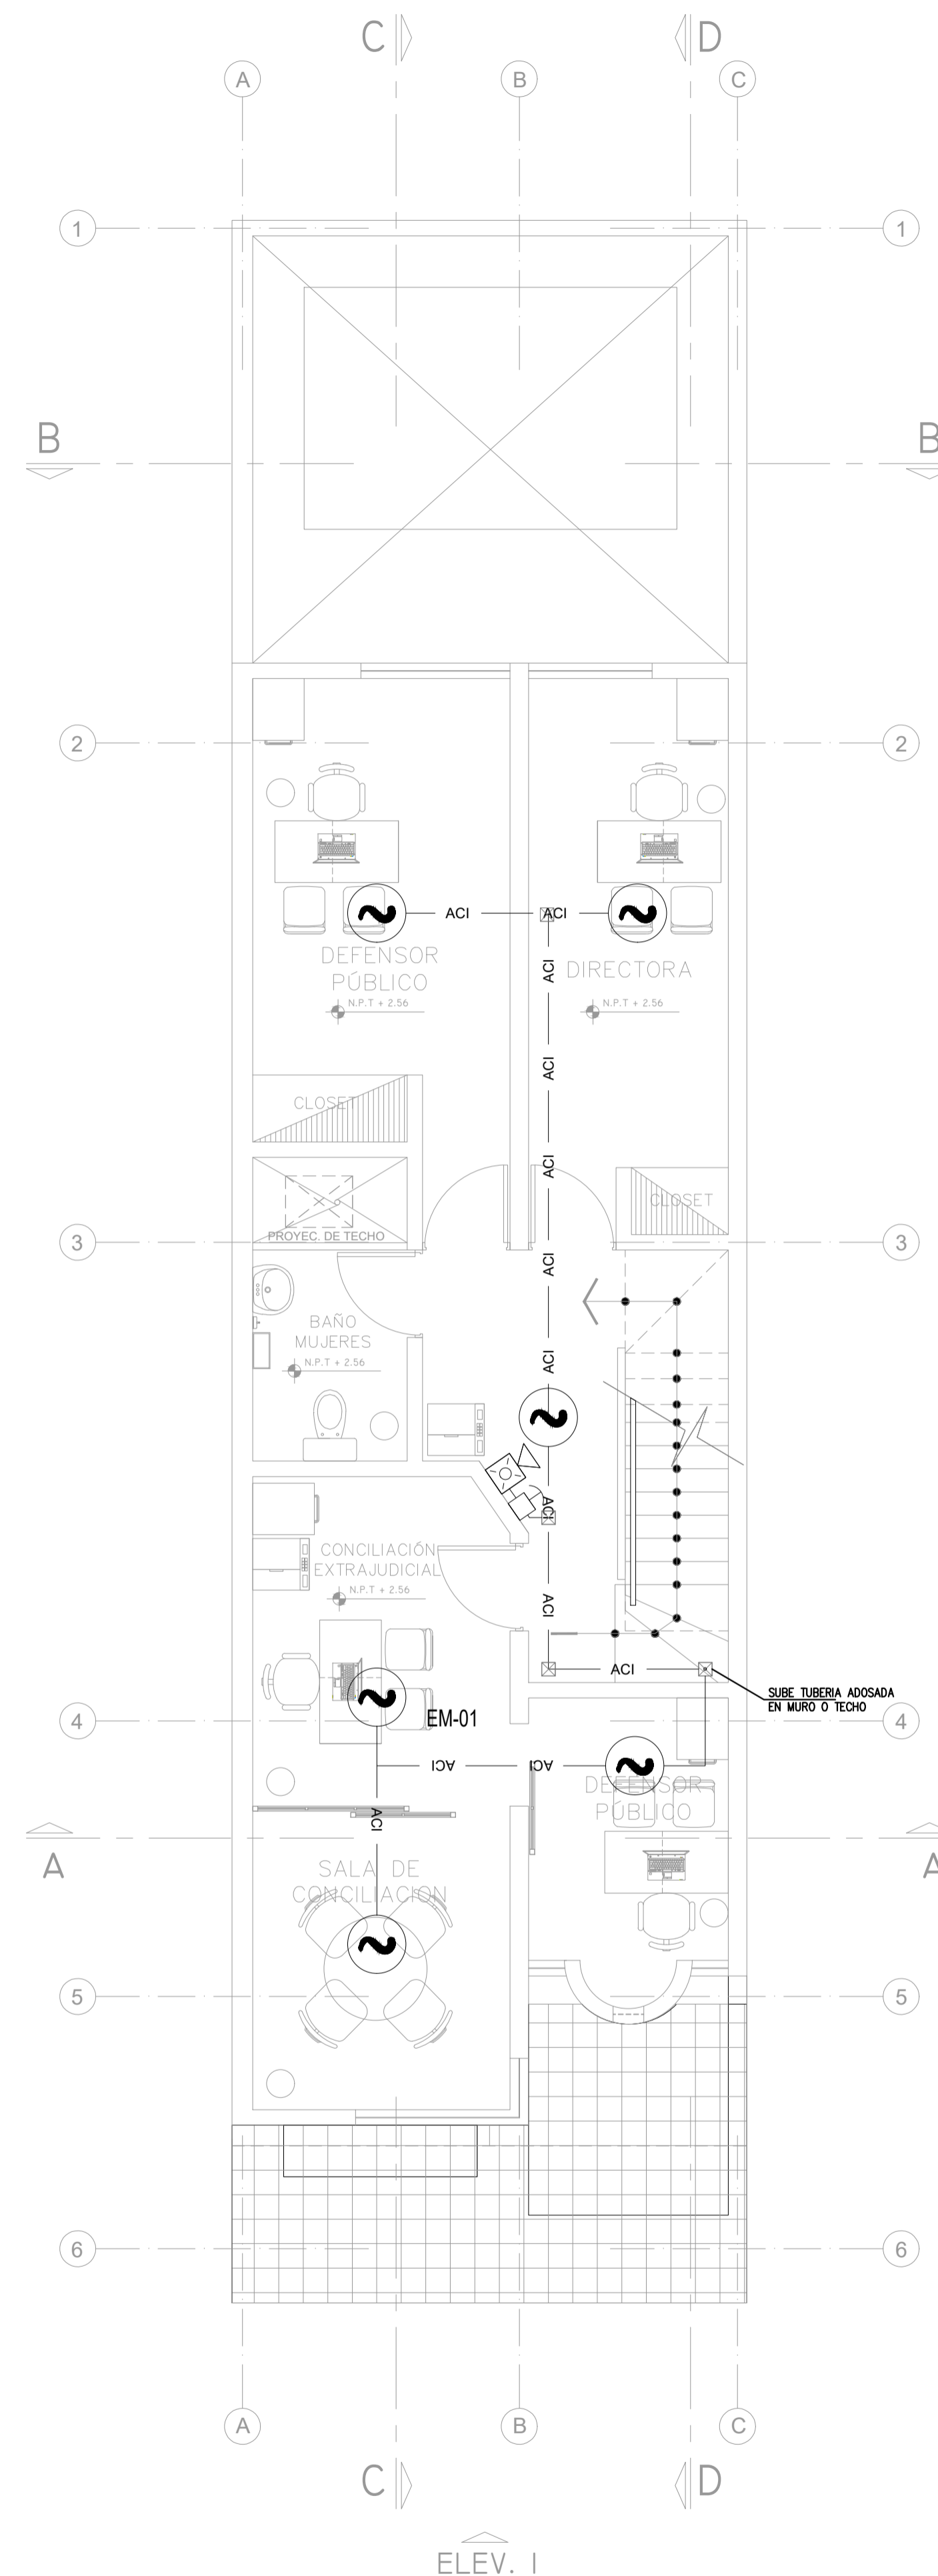 C
D
A
B
C
1
1
B
B
2
2
ACI
ACI
DEFENSOR
PÚBLICO
N.P.T + 2.56
DIRECTORA
N.P.T + 2.56
ACI
ACI
CLOSET
ACI
CLOSET
PROYEC. DE TECHO
3
3
ACI
BAÑO
MUJERES
N.P.T + 2.56
ACI
ACI
CONCILIACIÓN
EXTRAJUDICIAL
N.P.T + 2.56
ACI
ACI
SUBE TUBERIA ADOSADA
EN MURO O TECHO
EM-01
4
4
ACI
ACI
DEFENSOR
PÚBLICO
ACI
A
A
SALA DE
CONCILIACION
5
5
6
6
A
B
C
C
D
ELEV. 1